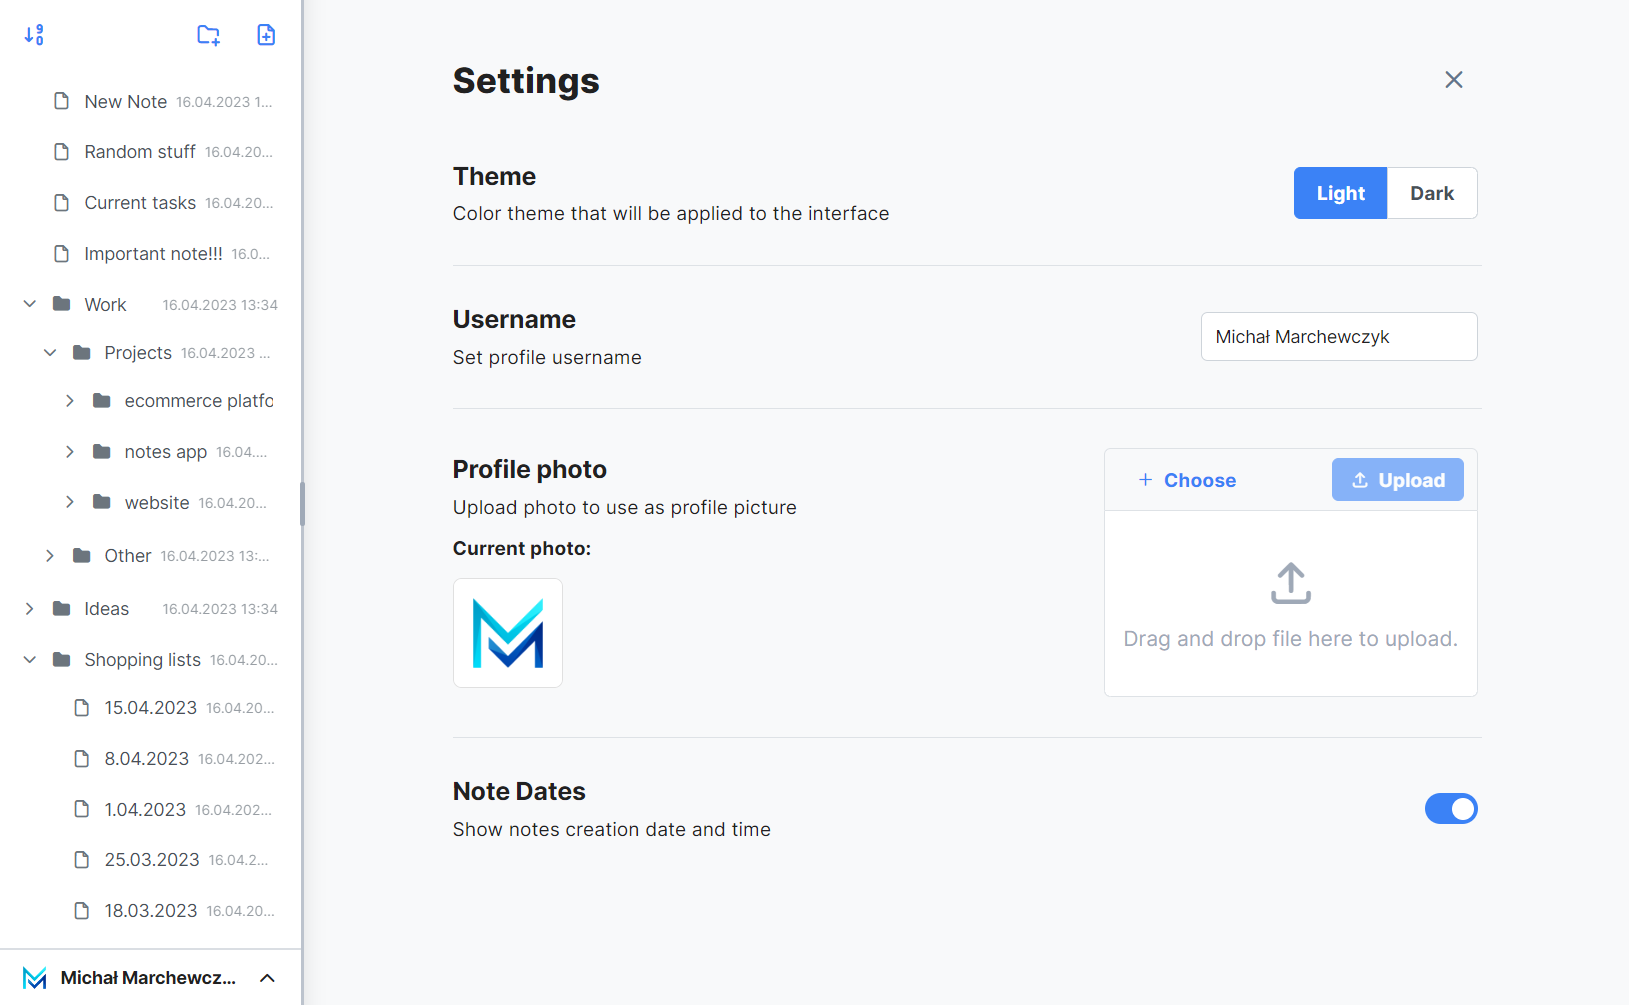 New Note 16.04.2023 1...
Random stuff 16.04.20...
Current tasks 16.04.20...
Important note!!! 16.0...
Work 16.04.2023 13:34
Projects 16.04.2023 ...
ecommerce platfo
notes app 16.04....
website 16.04.20...
Other 16.04.2023 13:...
Ideas 16.04.2023 13:34
Shopping lists 16.04.20...
15.04.2023 16.04.20...
8.04.2023 16.04.202...
1.04.2023 16.04.202...
25.03.2023 16.04.2...
18.03.2023 16.04.20...
Michał Marchewcz...
Settings
Theme
Color theme that will be applied to the interface
Light Dark
Username
Set profile username
Michał Marchewczyk
Profile photo
Upload photo to use as profile picture
Current photo:
Choose Upload
Drag and drop file here to upload.
Note Dates
Show notes creation date and time